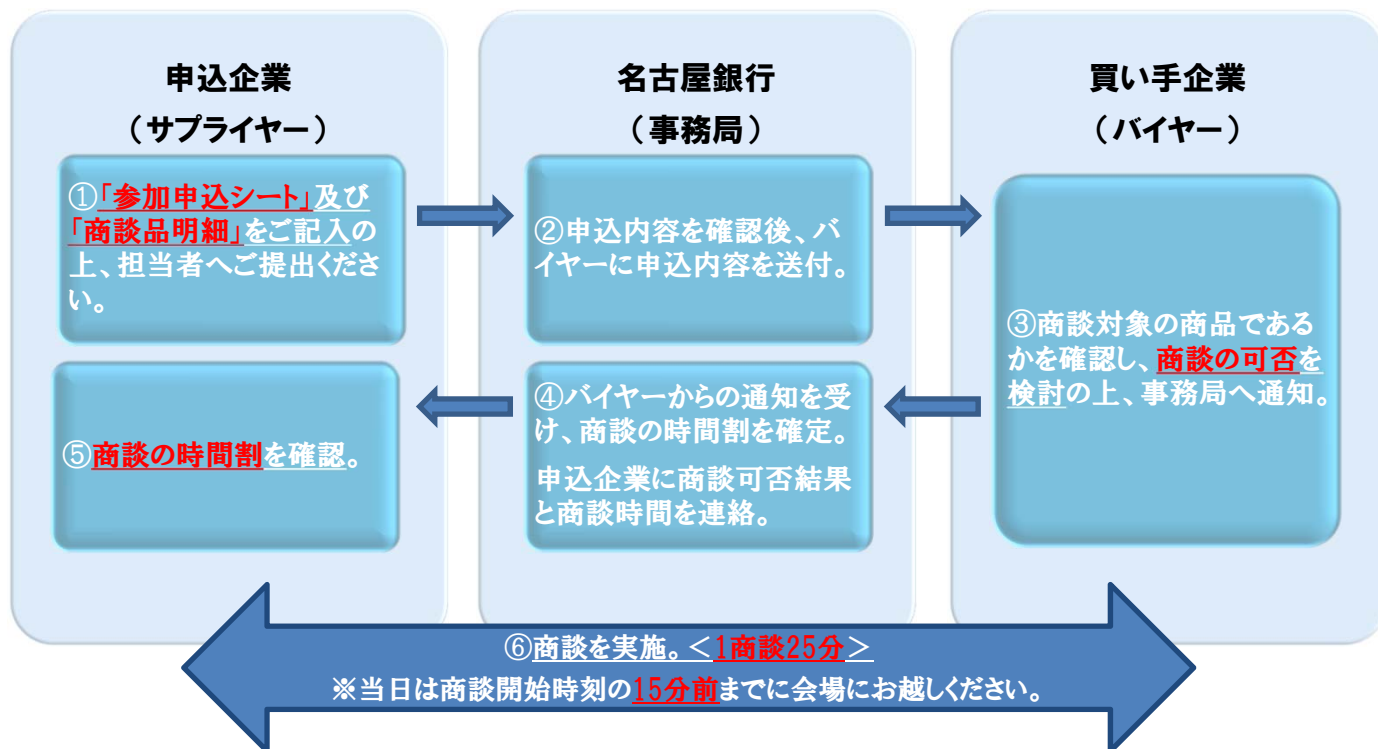 申込企業
（サプライヤー）
①「参加申込シート」及び
「商談品明細」をご記入の
上、担当者へご提出くださ
い。
⑤商談の時間割を確認。
名古屋銀行
（事務局）
②申込内容を確認後、バ
イヤーに申込内容を送付。
④バイヤーからの通知を受
け、商談の時間割を確定。
申込企業に商談可否結果
と商談時間を連絡。
買い手企業
（バイヤー）
③商談対象の商品である
かを確認し、商談の可否を
検討の上、事務局へ通知。
⑥商談を実施。＜1商談25分＞
※当日は商談開始時刻の15分前までに会場にお越しください。